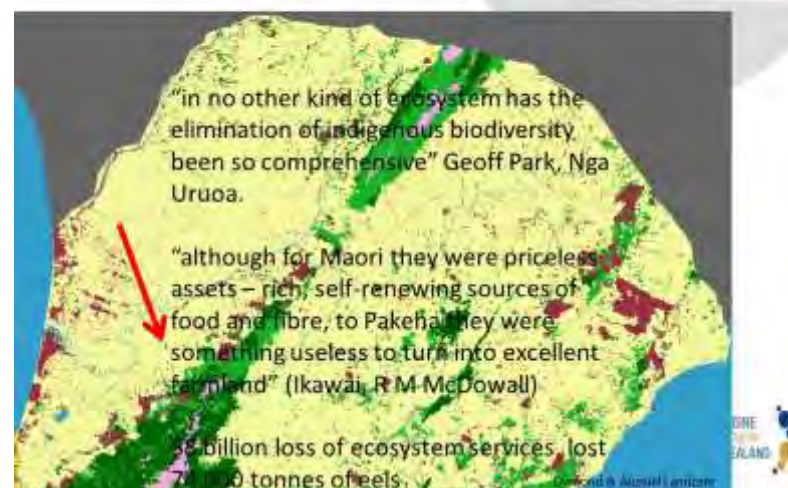 "in no other kind of ecosystem has the
elimination of indigenous biodiversity
been so comprehensive" Geoff Park, Nga
Uruoa.
"although for Maori they were priceless
assets – rich, self-renewing sources of
food and fibre, to Pakeha they were
something useless to turn into excellent
farmland" (Ikawai, R M McDowall)
billion loss of ecosystem services, lost
tonnes of eels